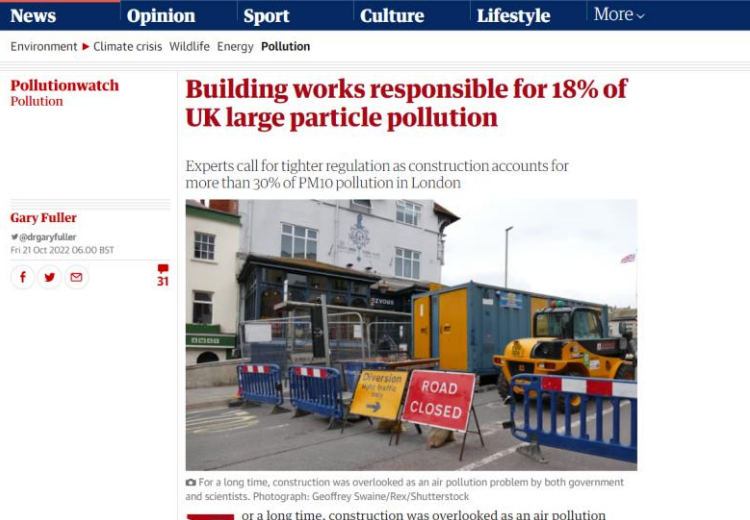 News Opinion Sport Culture Lifestyle More
Environment Climate crisis Wildlife Energy Pollution
Pollutionwatch
Pollution
Building works responsible for 18% of
UK large particle pollution
Experts call for tighter regulation as construction accounts for
more than 30% of PM10 pollution in London
Gary Fuller
@drgaryfuller
Fri 21 Oct 2022 06.00 BST
31
Diversion
light traffic
only
ROAD
CLOSED
For a long time, construction was overlooked as an air pollution problem by both government
and scientists. Photograph: Geoffrey Swaine/Rex/Shutterstock
or a long time, construction was overlooked as an air pollution